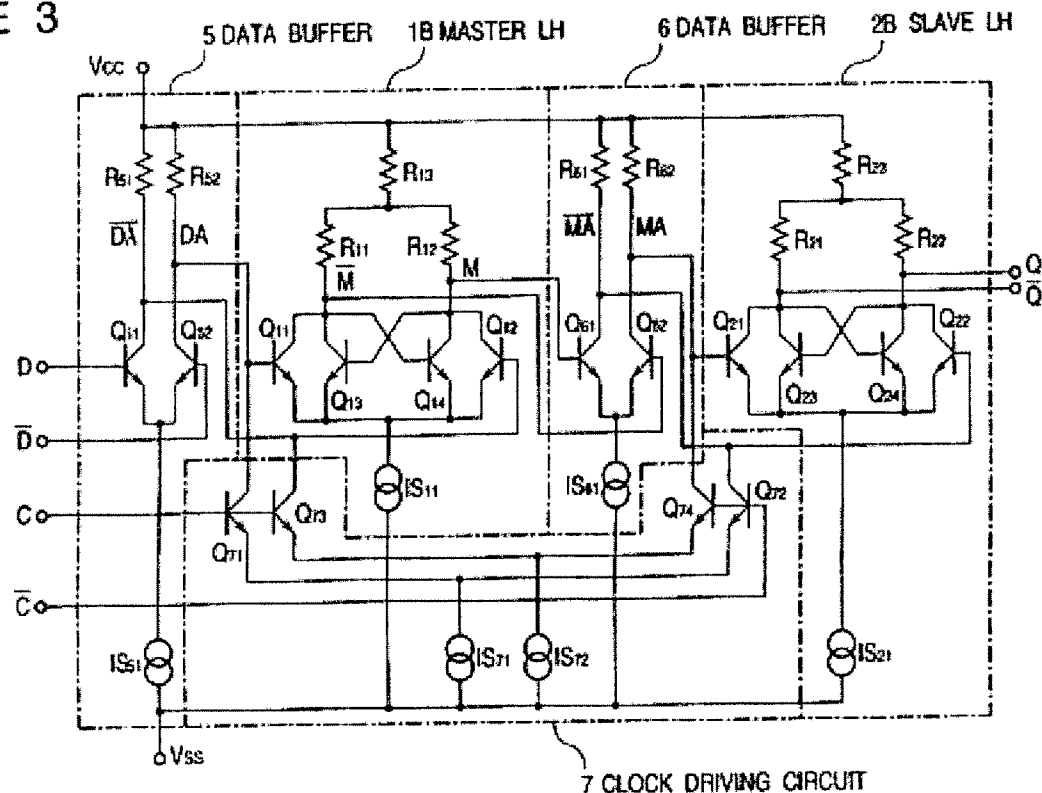 E 3
5 DATA BUFFER
1B MASTER LH
6 DATA BUFFER
2B SLAVE LH
Vcc
R51
R52
R13
R61
R62
R23
DA
DA
R11
R12
MA
MA
R21
R22
M
M
Q
Q
Q51
Q52
Q11
Q12
Q61
Q62
Q21
Q22
D
Q13
Q14
Q23
Q24
D
IS11
IS61
C
Q73
Q74
Q72
Q71
C
IS51
IS71
IS72
IS21
Vss
7 CLOCK DRIVING CIRCUIT